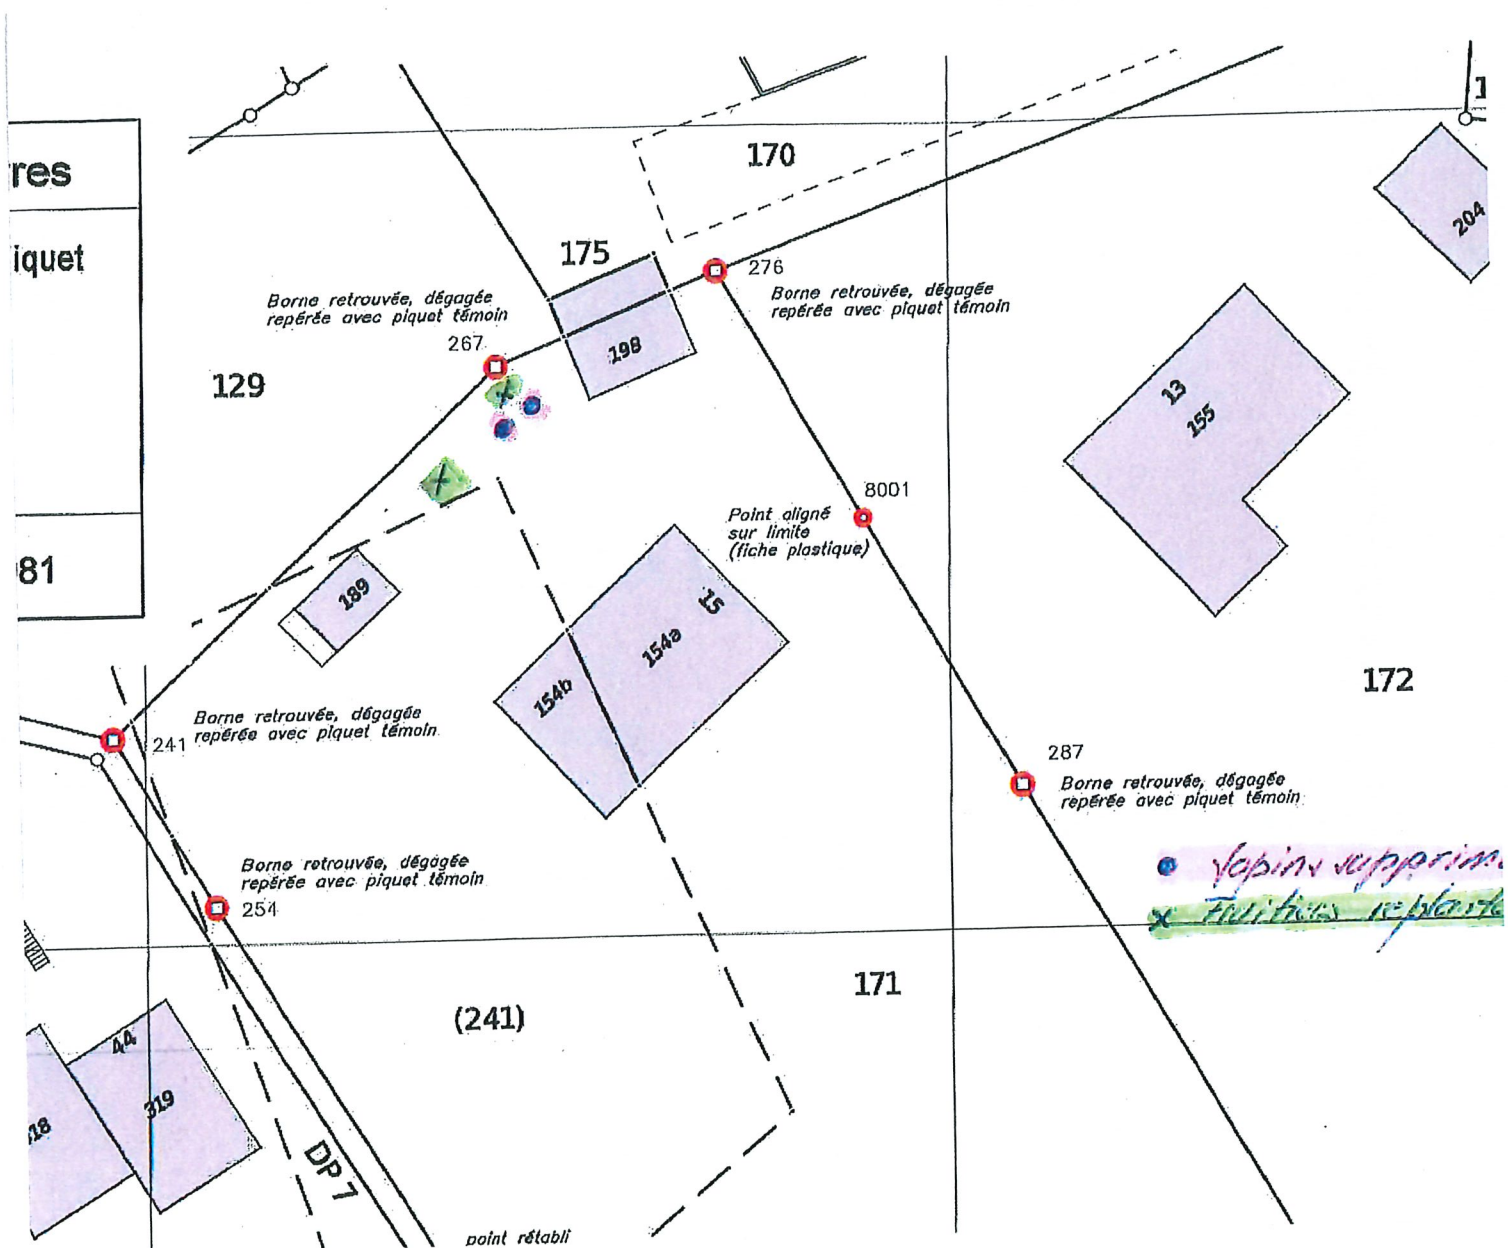 res
iquet
81
170
175
Borne retrouvée, dégagée
repérée avec piquet témoin
267
276
Borne retrouvée, dégagée
repérée avec piquet témoin
204
198
129
13
155
8001
Point aligné
sur limite
(fiche plastique)
189
15
154a
154b
172
Borne retrouvée, dégagée
repérée avec piquet témoin
241
287
Borne retrouvée, dégagée
repérée avec piquet témoin
Borne retrouvée, dégagée
repérée avec piquet témoin
254
Sapins supprim
Fruitiers replanté
171
(241)
44
319
18
DP 7
point rétabli